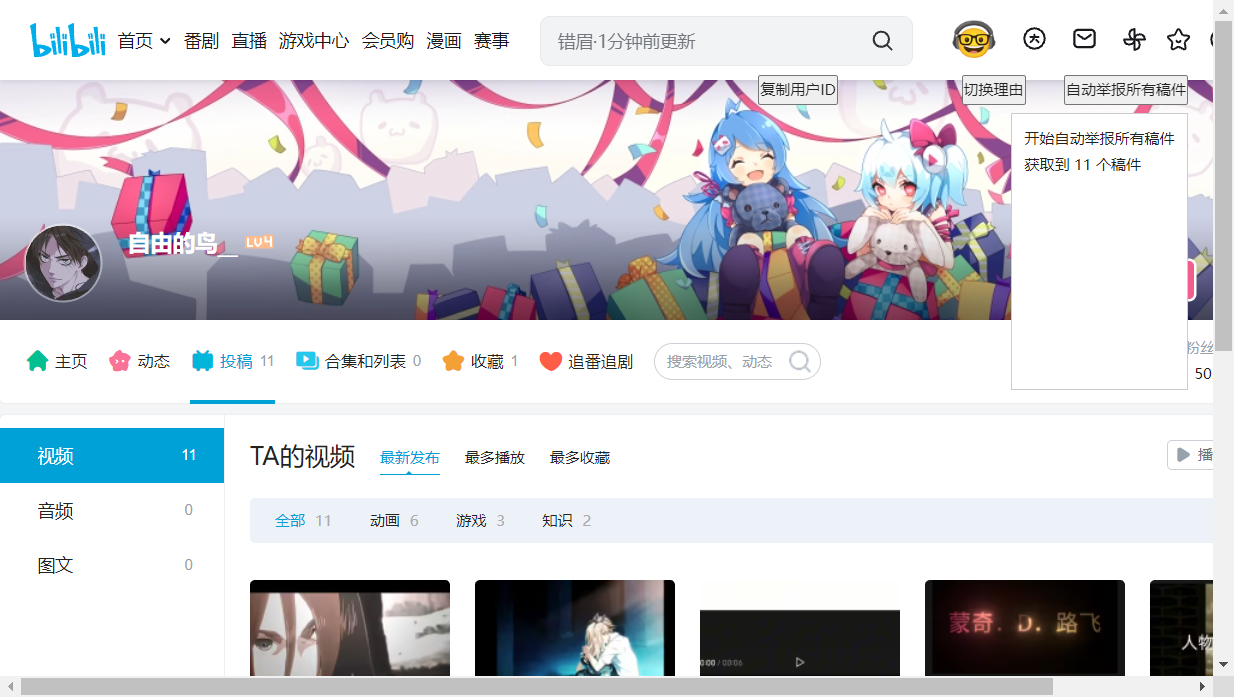 bilibili 首页 番剧 直播 游戏中心 会员购 漫画 赛事 错眉·1分钟前更新
复制用户ID 切换理由 自动举报所有稿件
开始自动举报所有稿件
获取到 11 个稿件
自由的鸟__ LV4
主页 动态 投稿 11 合集和列表 0 收藏 1 追番追剧 搜索视频、动态 粉丝
50
视频 11
音频 0
图文 0
TA的视频 最新发布 最多播放 最多收藏 播
全部 11 动画 6 游戏 3 知识 2
0:00 / 03:06
蒙奇. D. 路飞
人物